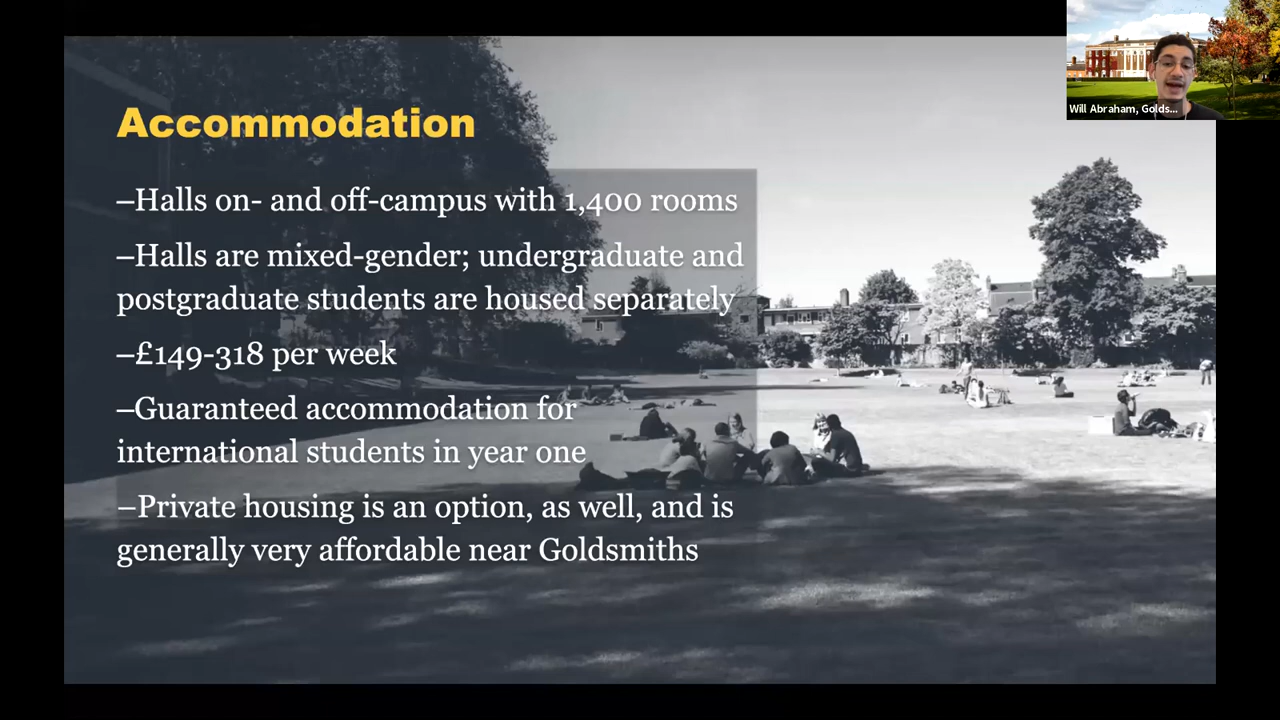 Accommodation
–Halls on- and off-campus with 1,400 rooms
–Halls are mixed-gender; undergraduate and
postgraduate students are housed separately
–£149-318 per week
–Guaranteed accommodation for
international students in year one
–Private housing is an option, as well, and is
generally very affordable near Goldsmiths
Will Abraham, Golds...